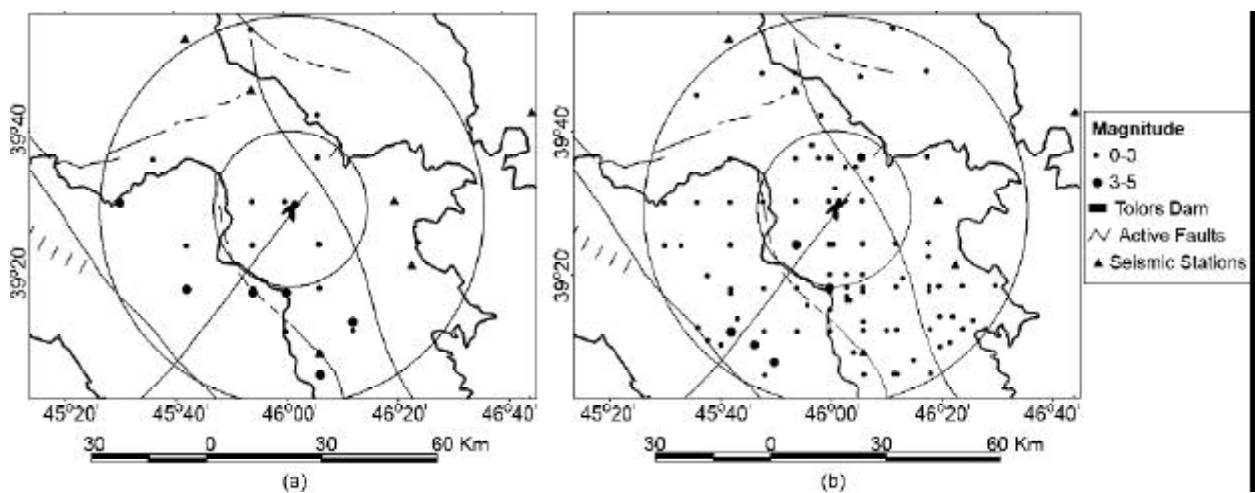 39°40'
39°20'
45°20'
45°40'
46°00'
46°20'
46°40'
30 0 30 60 Km
(a)
39°40'
39°20'
45°20'
45°40'
46°00'
46°20'
46°40'
30 0 30 60 Km
(b)
Magnitude
0-3
3-5
Tolors Dam
Active Faults
Seismic Stations